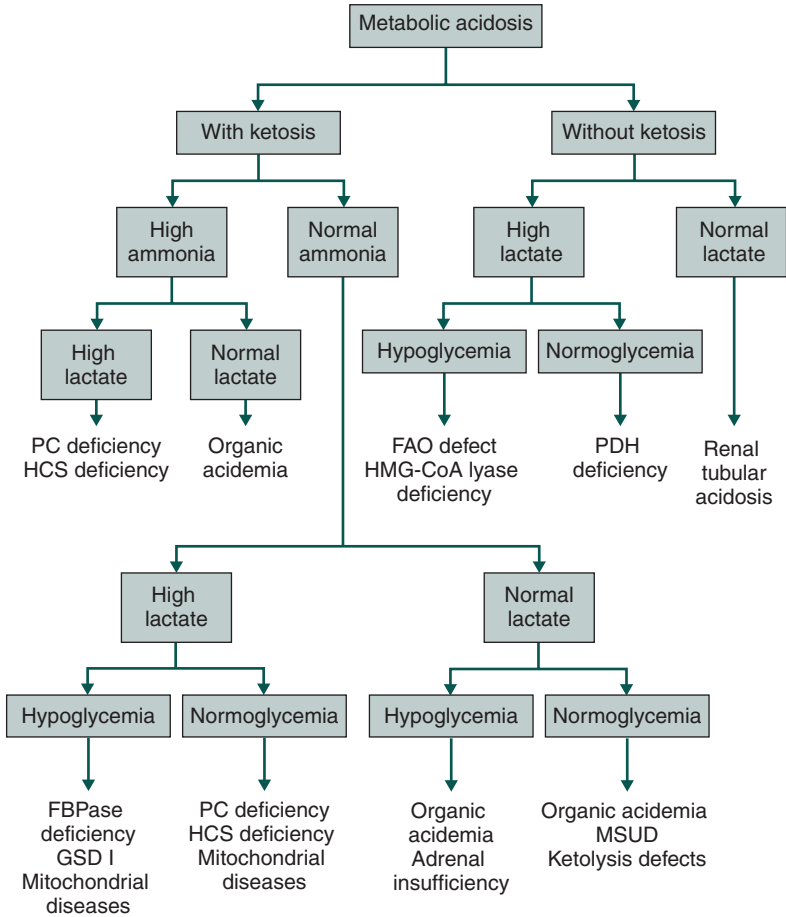 Metabolic acidosis
With ketosis
Without ketosis
High
ammonia
Normal
ammonia
High
lactate
Normal
lactate
High
lactate
Normal
lactate
Hypoglycemia
Normoglycemia
PC deficiency
HCS deficiency
Organic
acidemia
FAO defect
HMG-CoA lyase
deficiency
PDH
deficiency
Renal
tubular
acidosis
High
lactate
Normal
lactate
Hypoglycemia
Normoglycemia
Hypoglycemia
Normoglycemia
FBPase
deficiency
GSD I
Mitochondrial
diseases
PC deficiency
HCS deficiency
Mitochondrial
diseases
Organic
acidemia
Adrenal
insufficiency
Organic acidemia
MSUD
Ketolysis defects